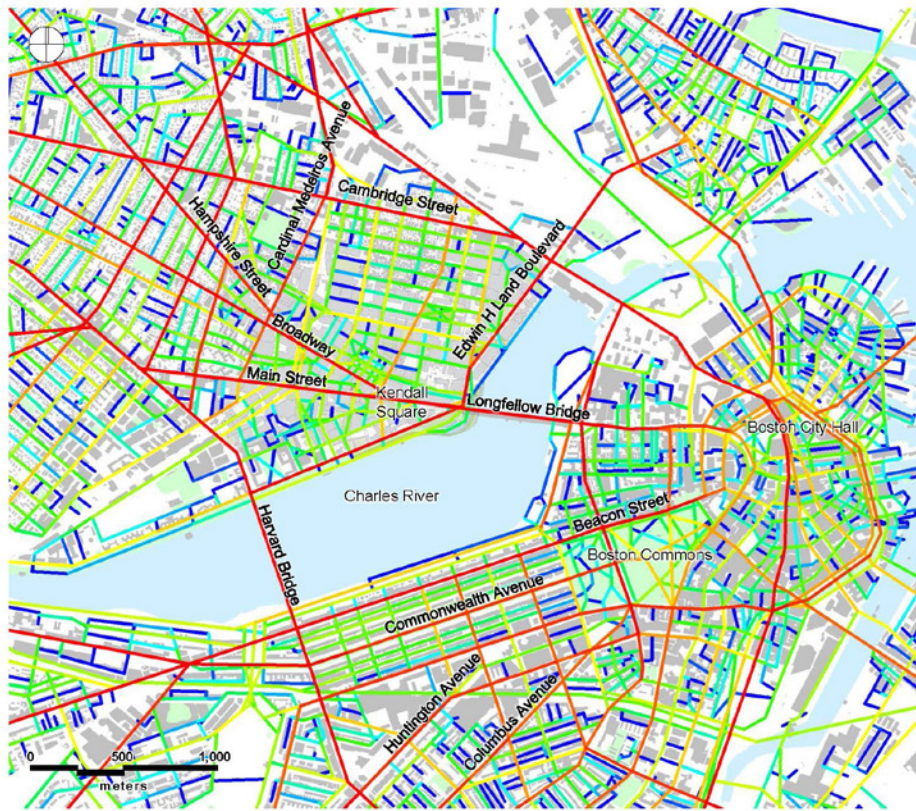 Cardinal Medeiros Avenue
Cambridge Street
Hampshire Street
Edwin H Land Boulevard
Broadway
Main Street
Kendall
Square
Longfellow Bridge
Boston City Hall
Charles River
Harvard Bridge
Beacon Street
Boston Commons
Commonwealth Avenue
Huntington Avenue
Columbus Avenue
0 500 1,000
meters